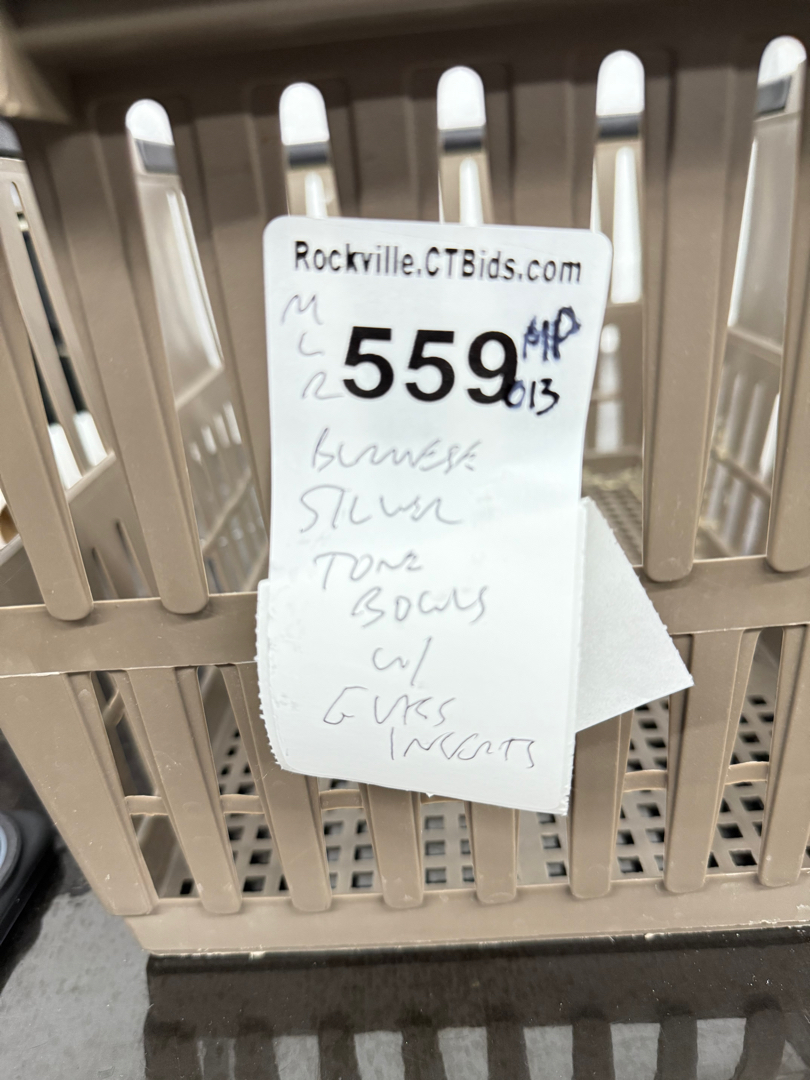 Rockville.CTBids.com
M
L
R
559
MP
013
BURMESE
SILVER
TONE
BOWLS
w/
GLASS
INSERTS